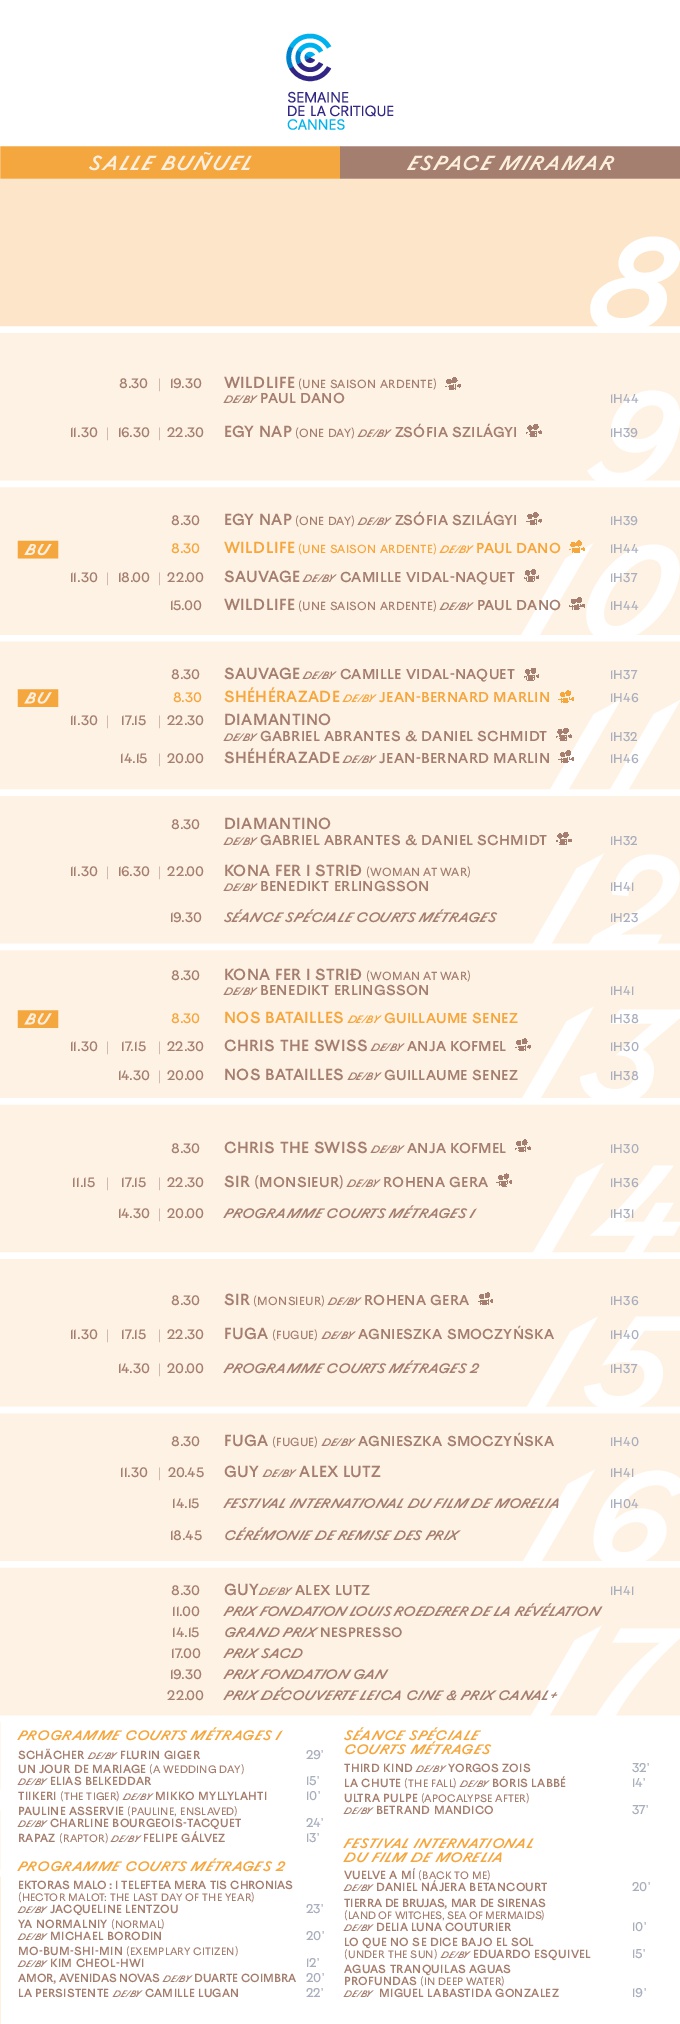 SEMAINE
DE LA CRITIQUE
CANNES
SALLE BUÑUEL
ESPACE MIRAMAR
8
9
8.30 | 19.30 WILDLIFE (UNE SAISON ARDENTE)
DE/BY PAUL DANO 1H44
11.30 | 16.30 | 22.30 EGY NAP (ONE DAY) DE/BY ZSÓFIA SZILÁGYI 1H39
10
8.30 EGY NAP (ONE DAY) DE/BY ZSÓFIA SZILÁGYI 1H39
BU 8.30 WILDLIFE (UNE SAISON ARDENTE) DE/BY PAUL DANO 1H44
11.30 | 18.00 | 22.00 SAUVAGE DE/BY CAMILLE VIDAL-NAQUET 1H37
15.00 WILDLIFE (UNE SAISON ARDENTE) DE/BY PAUL DANO 1H44
11
8.30 SAUVAGE DE/BY CAMILLE VIDAL-NAQUET 1H37
BU 8.30 SHÉHÉRAZADE DE/BY JEAN-BERNARD MARLIN 1H46
11.30 | 17.15 | 22.30 DIAMANTINO
DE/BY GABRIEL ABRANTES & DANIEL SCHMIDT 1H32
14.15 | 20.00 SHÉHÉRAZADE DE/BY JEAN-BERNARD MARLIN 1H46
12
8.30 DIAMANTINO
DE/BY GABRIEL ABRANTES & DANIEL SCHMIDT 1H32
11.30 | 16.30 | 22.00 KONA FER I STRIÐ (WOMAN AT WAR)
DE/BY BENEDIKT ERLINGSSON 1H41
19.30 SÉANCE SPÉCIALE COURTS MÉTRAGES 1H23
13
8.30 KONA FER I STRIÐ (WOMAN AT WAR)
DE/BY BENEDIKT ERLINGSSON 1H41
BU 8.30 NOS BATAILLES DE/BY GUILLAUME SENEZ 1H38
11.30 | 17.15 | 22.30 CHRIS THE SWISS DE/BY ANJA KOFMEL 1H30
14.30 | 20.00 NOS BATAILLES DE/BY GUILLAUME SENEZ 1H38
14
8.30 CHRIS THE SWISS DE/BY ANJA KOFMEL 1H30
11.15 | 17.15 | 22.30 SIR (MONSIEUR) DE/BY ROHENA GERA 1H36
14.30 | 20.00 PROGRAMME COURTS MÉTRAGES 1 1H31
15
8.30 SIR (MONSIEUR) DE/BY ROHENA GERA 1H36
11.30 | 17.15 | 22.30 FUGA (FUGUE) DE/BY AGNIESZKA SMOCZYŃSKA 1H40
14.30 | 20.00 PROGRAMME COURTS MÉTRAGES 2 1H37
16
8.30 FUGA (FUGUE) DE/BY AGNIESZKA SMOCZYŃSKA 1H40
11.30 | 20.45 GUY DE/BY ALEX LUTZ 1H41
14.15 FESTIVAL INTERNATIONAL DU FILM DE MORELIA 1H04
18.45 CÉRÉMONIE DE REMISE DES PRIX
17
8.30 GUY DE/BY ALEX LUTZ 1H41
11.00 PRIX FONDATION LOUIS ROEDERER DE LA RÉVÉLATION
14.15 GRAND PRIX NESPRESSO
17.00 PRIX SACD
19.30 PRIX FONDATION GAN
22.00 PRIX DÉCOUVERTE LEICA CINE & PRIX CANAL+
PROGRAMME COURTS MÉTRAGES 1
SCHÄCHER DE/BY FLURIN GIGER 29'
UN JOUR DE MARIAGE (A WEDDING DAY)
DE/BY ELIAS BELKEDDAR 15'
TIIKERI (THE TIGER) DE/BY MIKKO MYLLYLAHTI 10'
PAULINE ASSERVIE (PAULINE, ENSLAVED)
DE/BY CHARLINE BOURGEOIS-TACQUET 24'
RAPAZ (RAPTOR) DE/BY FELIPE GÁLVEZ 13'
PROGRAMME COURTS MÉTRAGES 2
EKTORAS MALO : I TELEFTEA MERA TIS CHRONIAS
(HECTOR MALOT: THE LAST DAY OF THE YEAR)
DE/BY JACQUELINE LENTZOU 23'
YA NORMALNIY (NORMAL)
DE/BY MICHAEL BORODIN 20'
MO-BUM-SHI-MIN (EXEMPLARY CITIZEN)
DE/BY KIM CHEOL-HWI 12'
AMOR, AVENIDAS NOVAS DE/BY DUARTE COIMBRA 20'
LA PERSISTENTE DE/BY CAMILLE LUGAN 22'
SÉANCE SPÉCIALE
COURTS MÉTRAGES
THIRD KIND DE/BY YORGOS ZOIS 32'
LA CHUTE (THE FALL) DE/BY BORIS LABBÉ 14'
ULTRA PULPE (APOCALYPSE AFTER)
DE/BY BETRAND MANDICO 37'
FESTIVAL INTERNATIONAL
DU FILM DE MORELIA
VUELVE A MÍ (BACK TO ME)
DE/BY DANIEL NÁJERA BETANCOURT 20'
TIERRA DE BRUJAS, MAR DE SIRENAS
(LAND OF WITCHES, SEA OF MERMAIDS)
DE/BY DELIA LUNA COUTURIER 10'
LO QUE NO SE DICE BAJO EL SOL
(UNDER THE SUN) DE/BY EDUARDO ESQUIVEL 15'
AGUAS TRANQUILAS AGUAS
PROFUNDAS (IN DEEP WATER)
DE/BY MIGUEL LABASTIDA GONZALEZ 19'